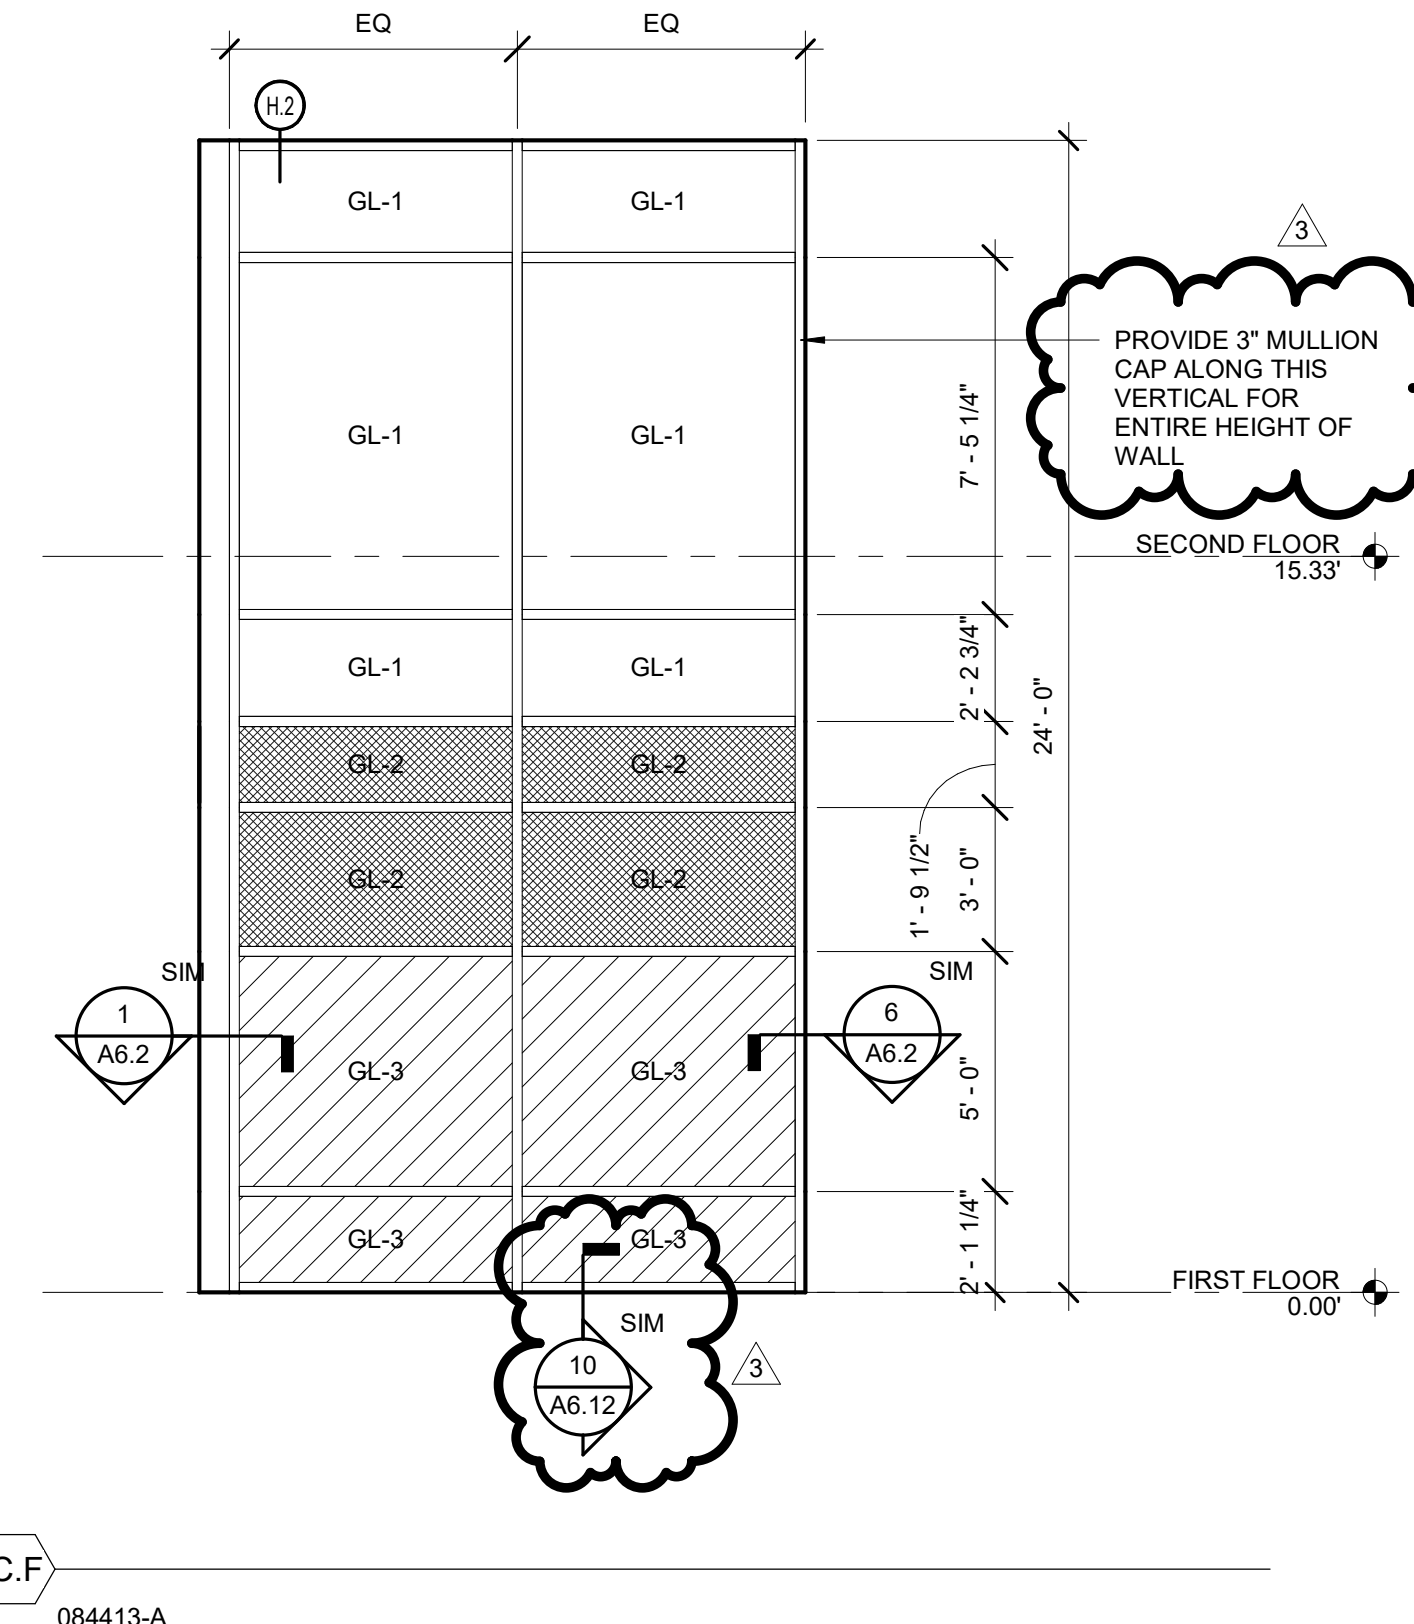 EQ EQ
H.2
GL-1 GL-1
3
PROVIDE 3" MULLION
CAP ALONG THIS
VERTICAL FOR
ENTIRE HEIGHT OF
WALL
GL-1 GL-1
7' - 5 1/4"
SECOND FLOOR
15.33'
GL-1 GL-1
2' - 2 3/4"
24' - 0"
GL-2 GL-2
1' - 9 1/2"
GL-2 GL-2
3' - 0"
SIM SIM
1 6
A6.2 A6.2
GL-3 GL-3
5' - 0"
GL-3 GL-3
2' - 1 1/4"
FIRST FLOOR
0.00'
SIM
10
A6.12
3
C.F
084413-A